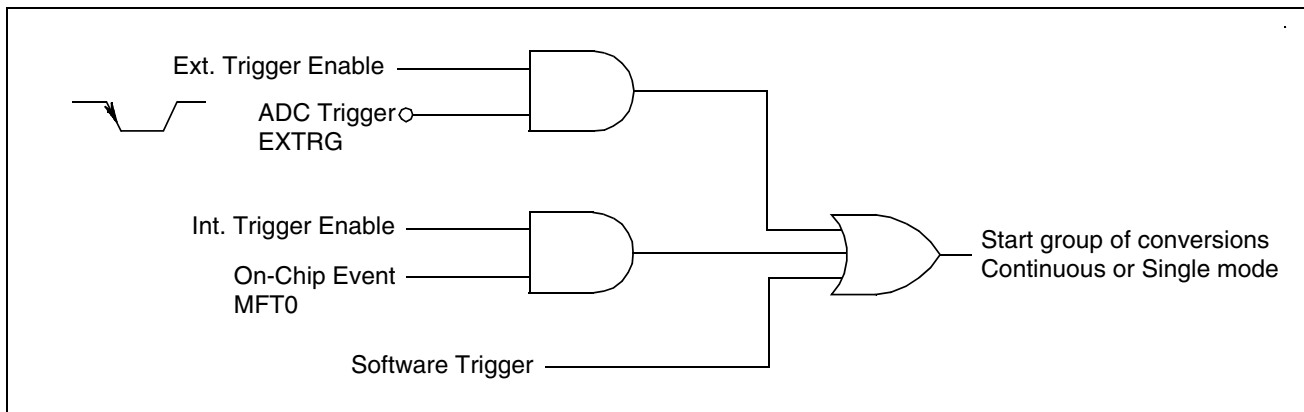 Ext. Trigger Enable
ADC Trigger
EXTRG
Int. Trigger Enable
On-Chip Event
MFT0
Software Trigger
Start group of conversions
Continuous or Single mode